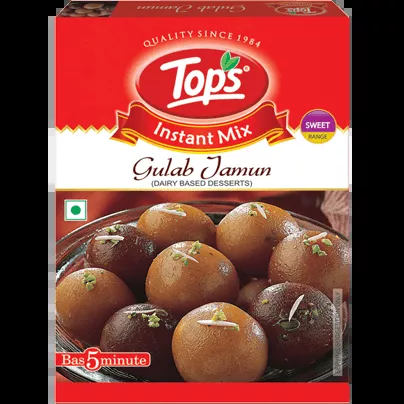 QUALITY SINCE 1984
Tops®
Instant Mix
SWEET
RANGE
Gulab Jamun
(DAIRY BASED DESSERTS)
Bas 5 minute